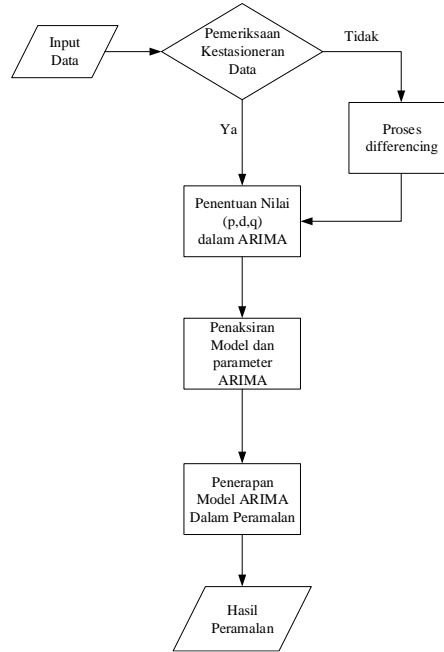 Input
Data
Pemeriksaan
Kestasioneran
Data
Tidak
Ya
Proses
differencing
Penentuan Nilai
(p,d,q)
dalam ARIMA
Penaksiran
Model dan
parameter
ARIMA
Penerapan
Model ARIMA
Dalam Peramalan
Hasil
Peramalan